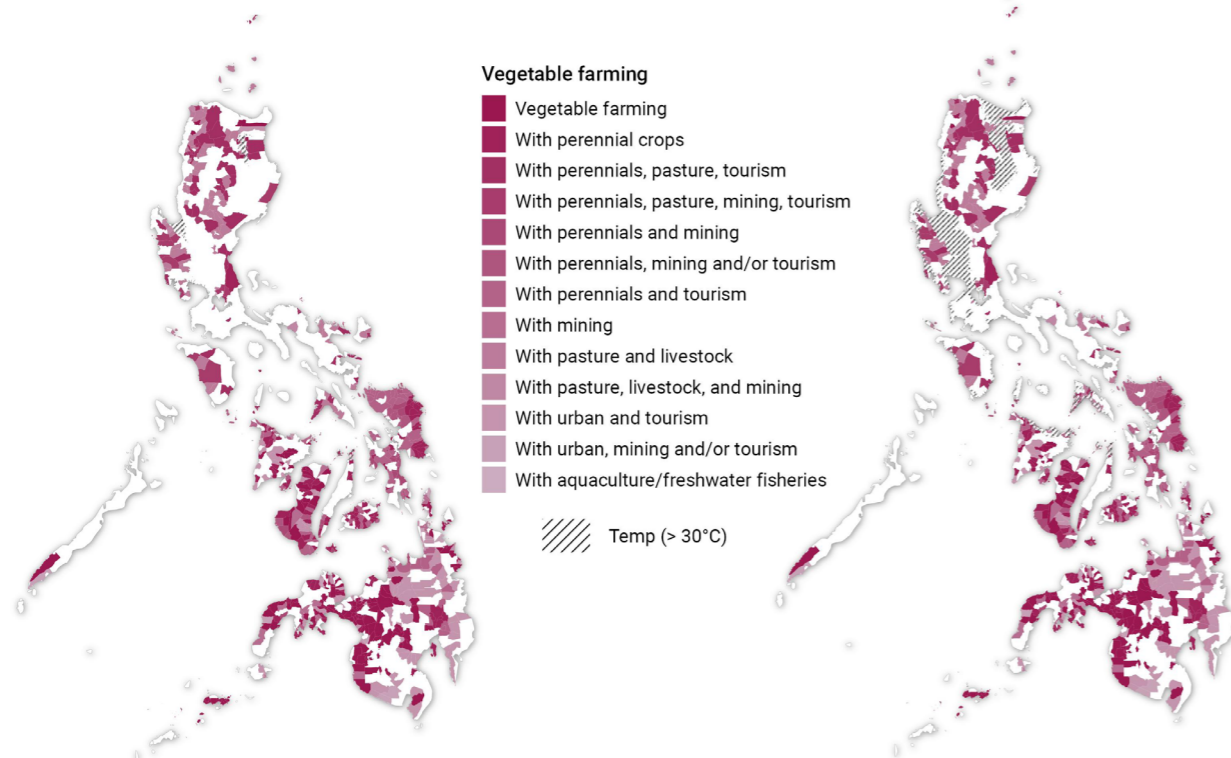 Vegetable farming
Vegetable farming
With perennial crops
With perennials, pasture, tourism
With perennials, pasture, mining, tourism
With perennials and mining
With perennials, mining and/or tourism
With perennials and tourism
With mining
With pasture and livestock
With pasture, livestock, and mining
With urban and tourism
With urban, mining and/or tourism
With aquaculture/freshwater fisheries
Temp (> 30°C)